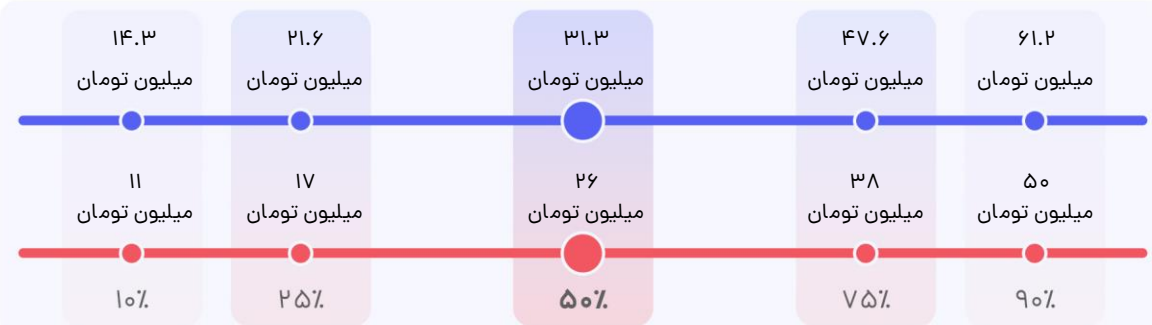 ۱۴.۳ ۲۱.۶ ۳۱.۳ ۴۷.۶ ۶۱.۲
میلیون تومان میلیون تومان میلیون تومان میلیون تومان میلیون تومان
۱۱ ۱۷ ۲۶ ۳۸ ۵۰
میلیون تومان میلیون تومان میلیون تومان میلیون تومان میلیون تومان
۱۰٪ ۲۵٪ ۵۰٪ ۷۵٪ ۹۰٪